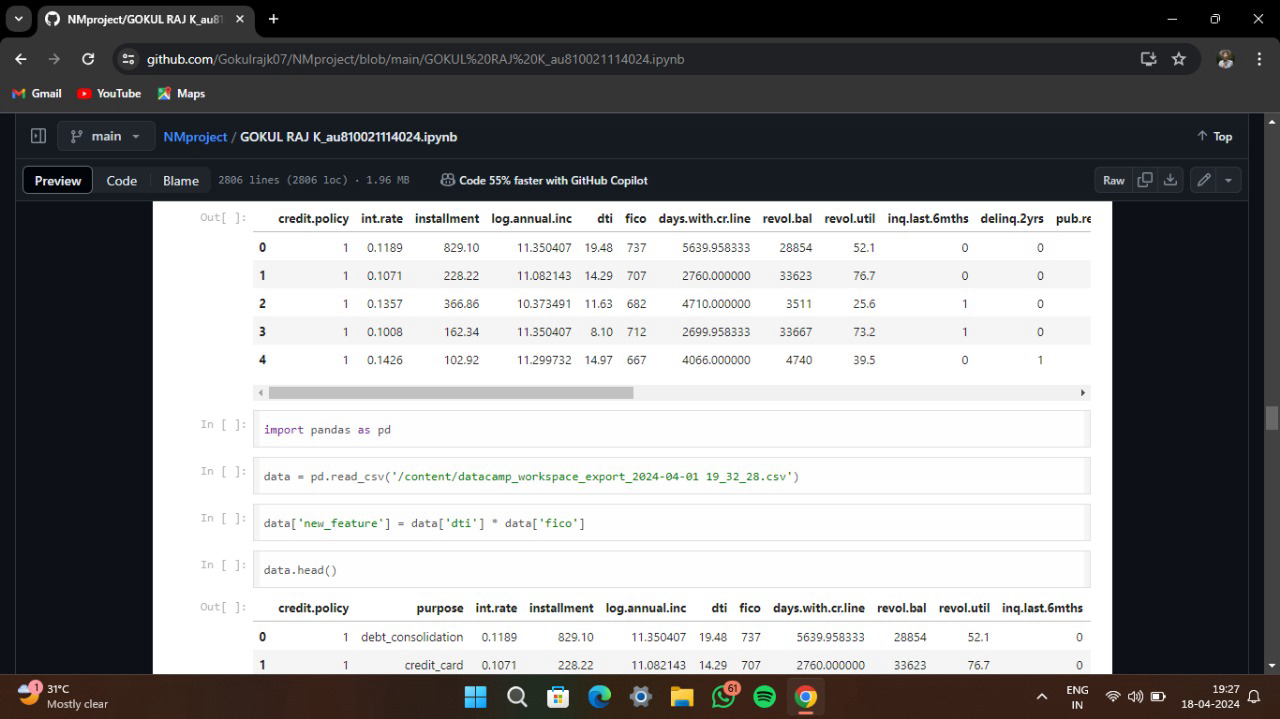 NMproject/GOKUL RAJ K_au81
github.com/Gokulrajk07/NMproject/blob/main/GOKUL%20RAJ%20K_au810021114024.ipynb
Gmail YouTube Maps
main NMproject / GOKUL RAJ K_au810021114024.ipynb Top
Preview Code Blame 2806 lines (2806 loc) · 1.96 MB Code 55% faster with GitHub Copilot Raw
Out[ ]: credit.policy int.rate installment log.annual.inc dti fico days.with.cr.line revol.bal revol.util inq.last.6mths delinq.2yrs pub.re
0 1 0.1189 829.10 11.350407 19.48 737 5639.958333 28854 52.1 0 0
1 1 0.1071 228.22 11.082143 14.29 707 2760.000000 33623 76.7 0 0
2 1 0.1357 366.86 10.373491 11.63 682 4710.000000 3511 25.6 1 0
3 1 0.1008 162.34 11.350407 8.10 712 2699.958333 33667 73.2 1 0
4 1 0.1426 102.92 11.299732 14.97 667 4066.000000 4740 39.5 0 1
In [ ]: import pandas as pd
In [ ]: data = pd.read_csv('/content/datacamp_workspace_export_2024-04-01 19_32_28.csv')
In [ ]: data['new_feature'] = data['dti'] * data['fico']
In [ ]: data.head()
Out[ ]: credit.policy purpose int.rate installment log.annual.inc dti fico days.with.cr.line revol.bal revol.util inq.last.6mths
0 1 debt_consolidation 0.1189 829.10 11.350407 19.48 737 5639.958333 28854 52.1 0
1 1 credit_card 0.1071 228.22 11.082143 14.29 707 2760.000000 33623 76.7 0
1 31°C
Mostly clear
61
ENG
IN
19:27
18-04-2024